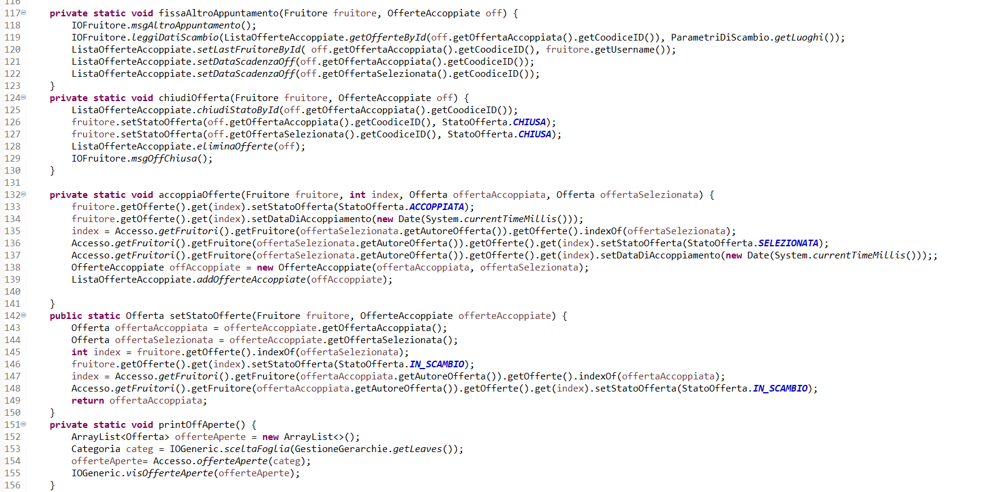 116
117 private static void fissaAltroAppuntamento(Fruitore fruitore, OfferteAccoppiate off) {
118 IOFruitore.msgAltroAppuntamento();
119 IOFruitore.leggiDatiScambio(ListaOfferteAccoppiate.getOfferteById(off.getOffertaAccoppiata().getCoodiceID()), ParametriDiScambio.getLuoghi());
120 ListaOfferteAccoppiate.setLastFruitoreById( off.getOffertaAccoppiata().getCoodiceID(), fruitore.getUsername());
121 ListaOfferteAccoppiate.setDataScadenzaOff(off.getOffertaAccoppiata().getCoodiceID());
122 ListaOfferteAccoppiate.setDataScadenzaOff(off.getOffertaSelezionata().getCoodiceID());
123 }
124 private static void chiudiOfferta(Fruitore fruitore, OfferteAccoppiate off) {
125 ListaOfferteAccoppiate.chiudiStatoById(off.getOffertaAccoppiata().getCoodiceID());
126 fruitore.setStatoOfferta(off.getOffertaAccoppiata().getCoodiceID(), StatoOfferta.CHIUSA);
127 fruitore.setStatoOfferta(off.getOffertaSelezionata().getCoodiceID(), StatoOfferta.CHIUSA);
128 ListaOfferteAccoppiate.eliminaOfferte(off);
129 IOFruitore.msgOffChiusa();
130 }
131
132 private static void accoppiaOfferte(Fruitore fruitore, int index, Offerta offertaAccoppiata, Offerta offertaSelezionata) {
133 fruitore.getOfferte().get(index).setStatoOfferta(StatoOfferta.ACCOPPIATA);
134 fruitore.getOfferte().get(index).setDataDiAccoppiamento(new Date(System.currentTimeMillis()));
135 index = Accesso.getFruitori().getFruitore(offertaSelezionata.getAutoreOfferta()).getOfferte().indexOf(offertaSelezionata);
136 Accesso.getFruitori().getFruitore(offertaSelezionata.getAutoreOfferta()).getOfferte().get(index).setStatoOfferta(StatoOfferta.SELEZIONATA);
137 Accesso.getFruitori().getFruitore(offertaSelezionata.getAutoreOfferta()).getOfferte().get(index).setDataDiAccoppiamento(new Date(System.currentTimeMillis()));;
138 OfferteAccoppiate offAccoppiate = new OfferteAccoppiate(offertaAccoppiata, offertaSelezionata);
139 ListaOfferteAccoppiate.addOfferteAccoppiate(offAccoppiate);
140
141 }
142 public static Offerta setStatoOfferte(Fruitore fruitore, OfferteAccoppiate offerteAccoppiate) {
143 Offerta offertaAccoppiata = offerteAccoppiate.getOffertaAccoppiata();
144 Offerta offertaSelezionata = offerteAccoppiate.getOffertaSelezionata();
145 int index = fruitore.getOfferte().indexOf(offertaSelezionata);
146 fruitore.getOfferte().get(index).setStatoOfferta(StatoOfferta.IN_SCAMBIO);
147 index = Accesso.getFruitori().getFruitore(offertaAccoppiata.getAutoreOfferta()).getOfferte().indexOf(offertaAccoppiata);
148 Accesso.getFruitori().getFruitore(offertaAccoppiata.getAutoreOfferta()).getOfferte().get(index).setStatoOfferta(StatoOfferta.IN_SCAMBIO);
149 return offertaAccoppiata;
150 }
151 private static void printOffAperte() {
152 ArrayList<Offerta> offerteAperte = new ArrayList<>();
153 Categoria categ = IOGeneric.sceltaFoglia(GestioneGerarchie.getLeaves());
154 offerteAperte= Accesso.offerteAperte(categ);
155 IOGeneric.visOfferteAperte(offerteAperte);
156 }